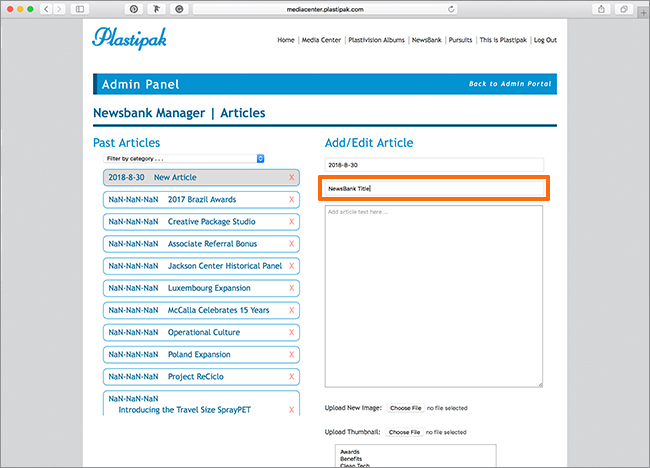 mediacenter.plastipak.com
Plastipak
Home | Media Center | Plastivision Albums | NewsBank | Pursuits | This is Plastipak | Log Out
Admin Panel
Back to Admin Portal
Newsbank Manager | Articles
Past Articles
Filter by category . . .
2018-8-30 New Article X
NaN-NaN-NaN 2017 Brazil Awards X
NaN-NaN-NaN Creative Package Studio X
NaN-NaN-NaN Associate Referral Bonus X
NaN-NaN-NaN Jackson Center Historical Panel X
NaN-NaN-NaN Luxembourg Expansion X
NaN-NaN-NaN McCalla Celebrates 15 Years X
NaN-NaN-NaN Operational Culture X
NaN-NaN-NaN Poland Expansion X
NaN-NaN-NaN Project ReCiclo X
NaN-NaN-NaN
Introducing the Travel Size SprayPET X
Add/Edit Article
2018-8-30
NewsBank Title
Add article text here ...
Upload New Image: Choose File no file selected
Upload Thumbnail: Choose File no file selected
Awards
Benefits
Clean Tech